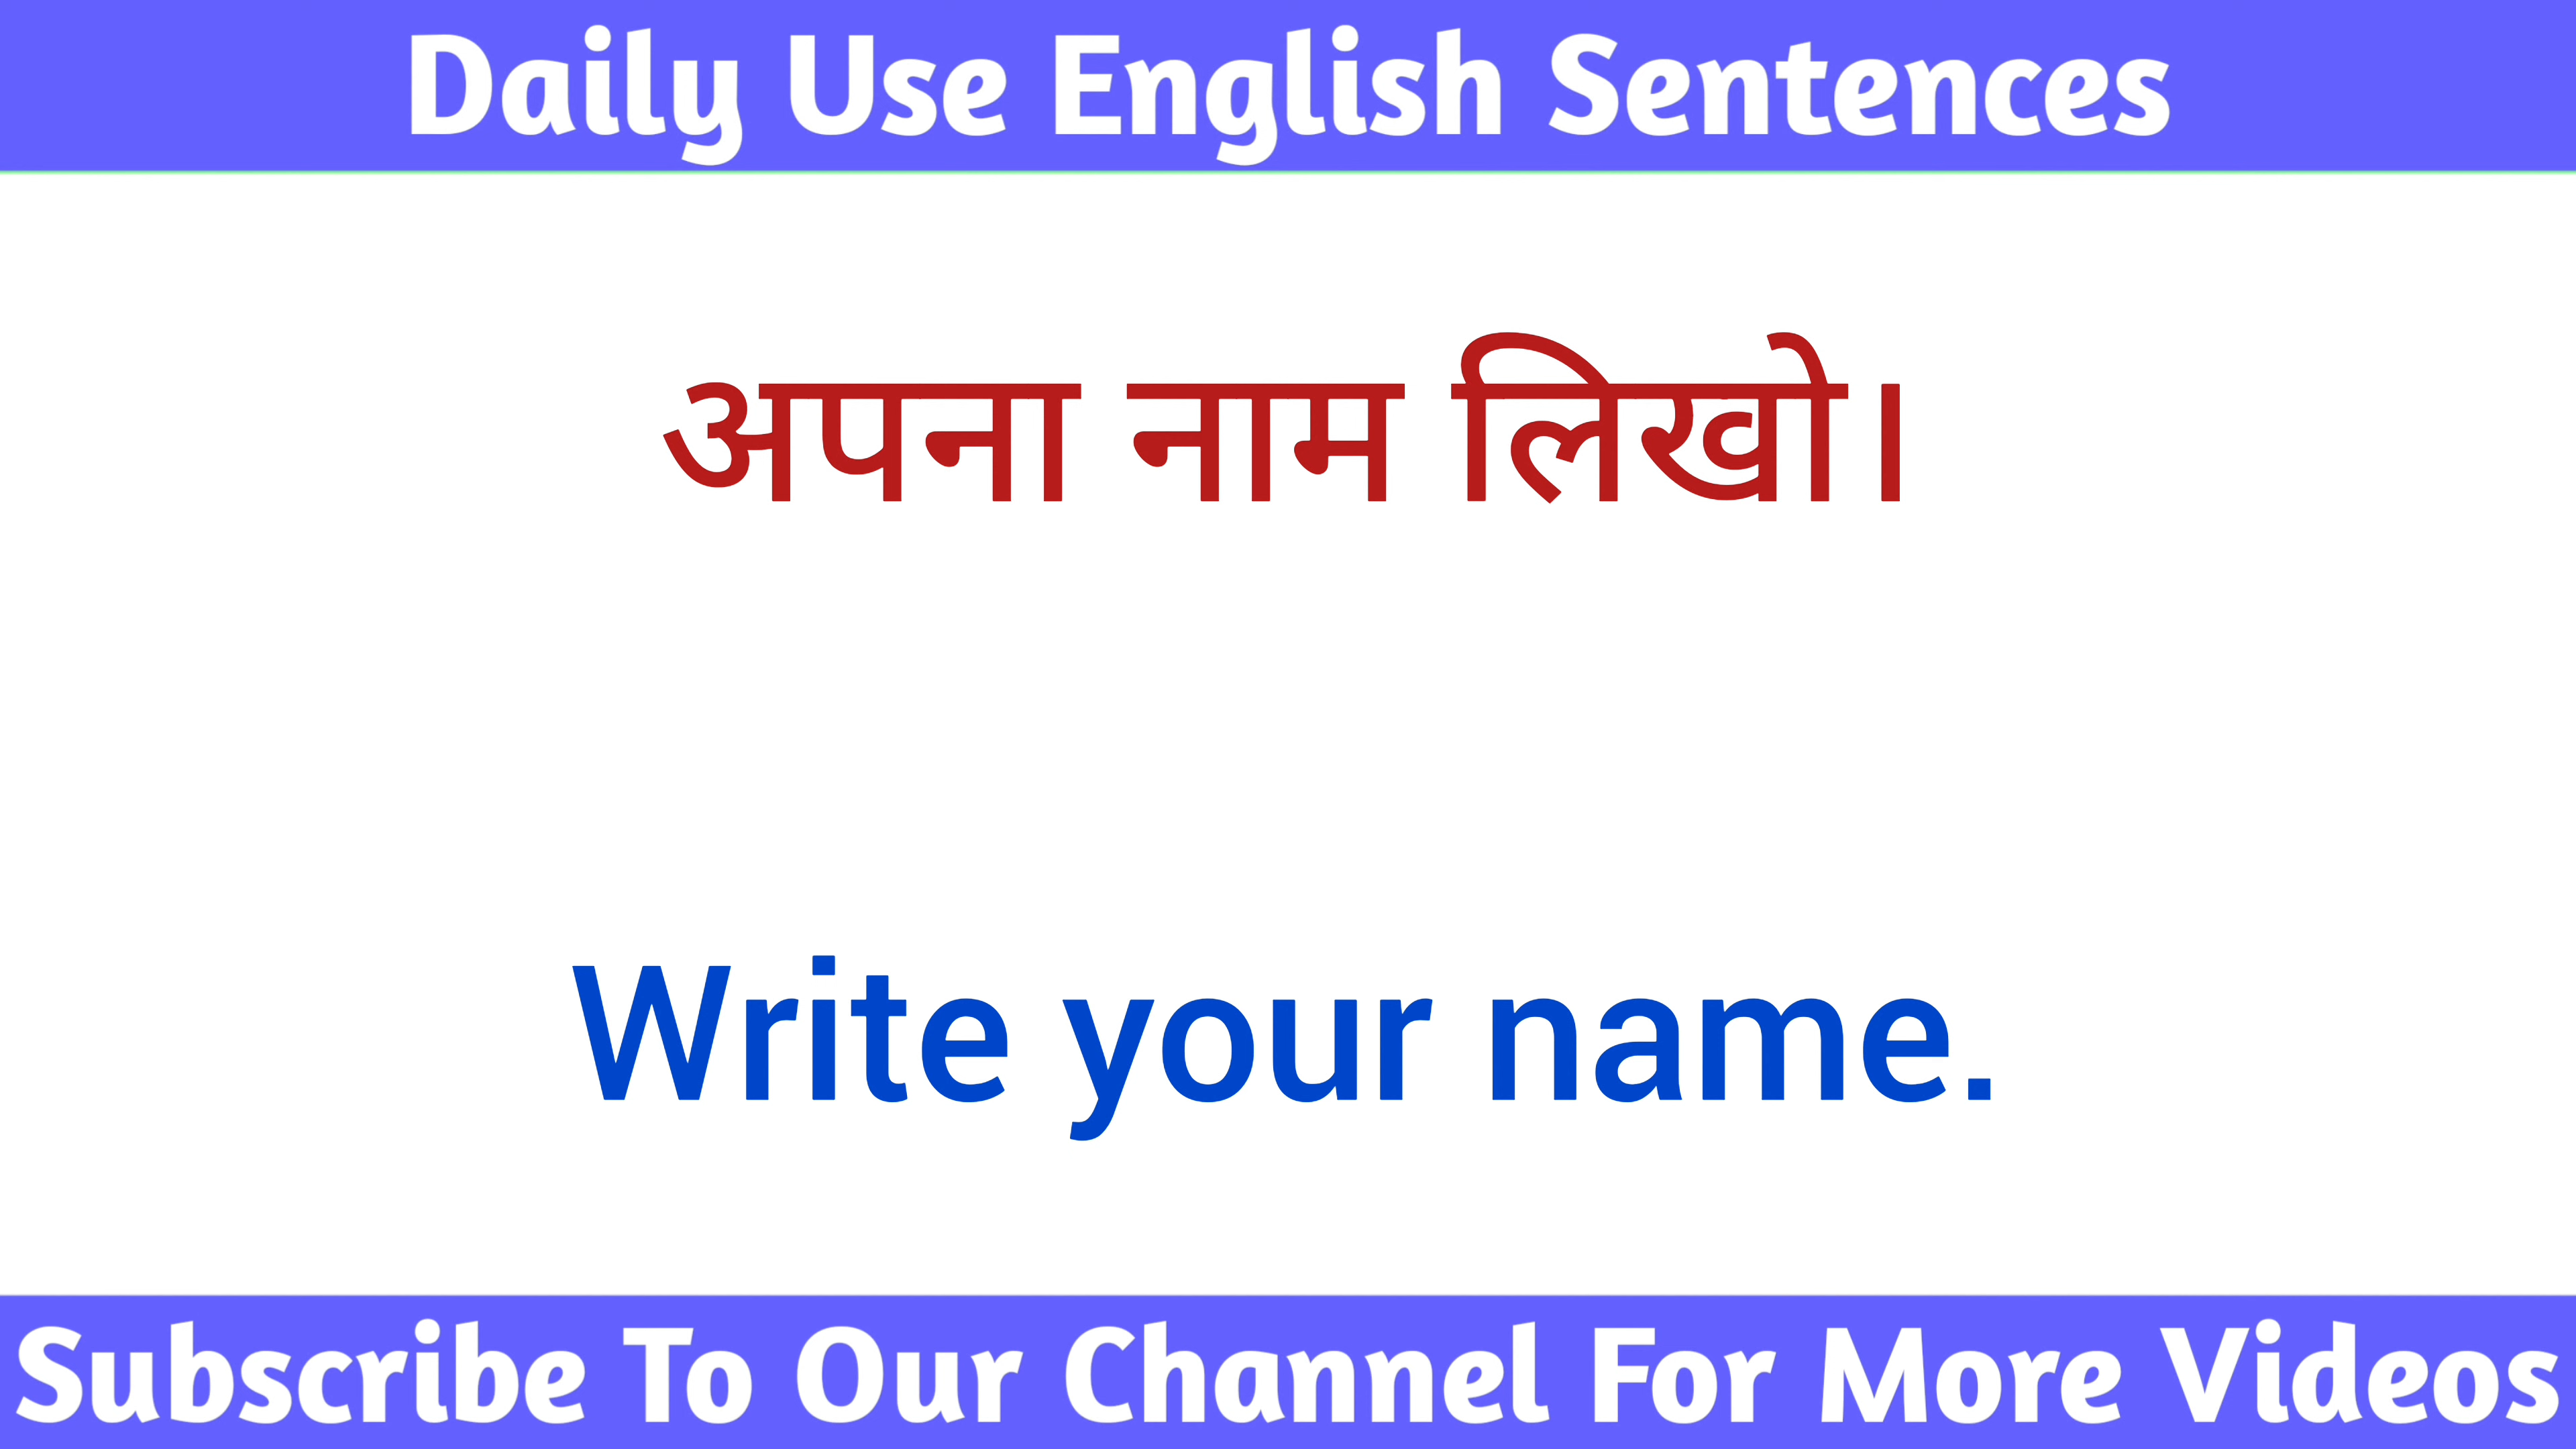 Daily Use English Sentences
अपना नाम लिखो।
Write your name.
Subscribe To Our Channel For More Videos